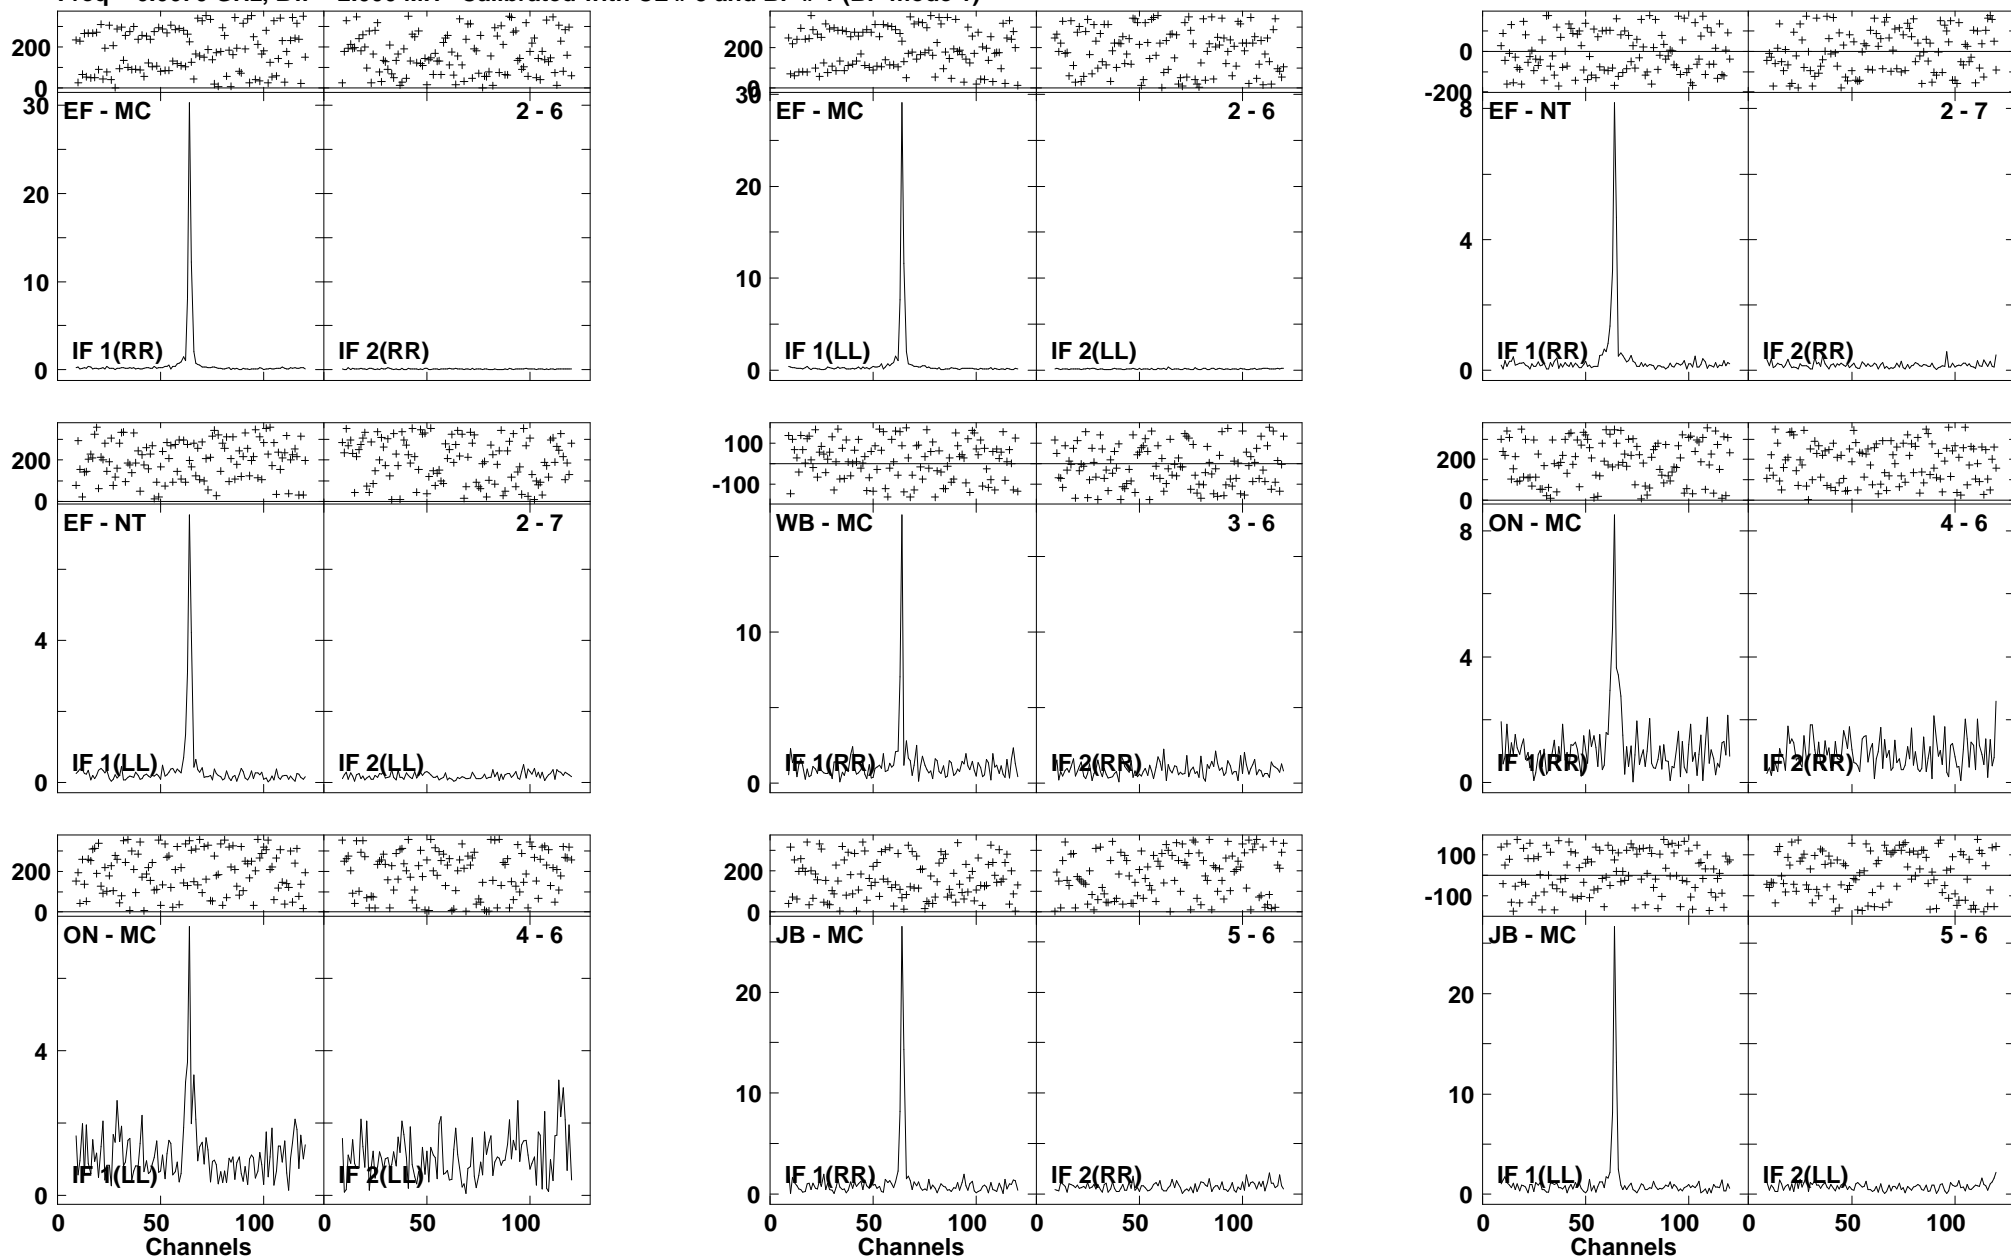 200
0
200
0
0
-200
30
20
10
0
EF - MC
2 - 6
IF 1(RR)
IF 2(RR)
30
20
10
0
EF - MC
2 - 6
IF 1(LL)
IF 2(LL)
8
4
0
EF - NT
2 - 7
IF 1(RR)
IF 2(RR)
200
0
100
-100
200
0
4
0
EF - NT
2 - 7
IF 1(LL)
IF 2(LL)
10
0
WB - MC
3 - 6
IF 1(RR)
IF 2(RR)
8
4
0
ON - MC
4 - 6
IF 1(RR)
IF 2(RR)
200
0
200
0
100
-100
4
0
ON - MC
4 - 6
IF 1(LL)
IF 2(LL)
20
10
0
JB - MC
5 - 6
IF 1(RR)
IF 2(RR)
20
10
0
JB - MC
5 - 6
IF 1(LL)
IF 2(LL)
0 50 100 0 50 100
0 50 100 0 50 100
0 50 100 0 50 100
Channels
Channels
Channels